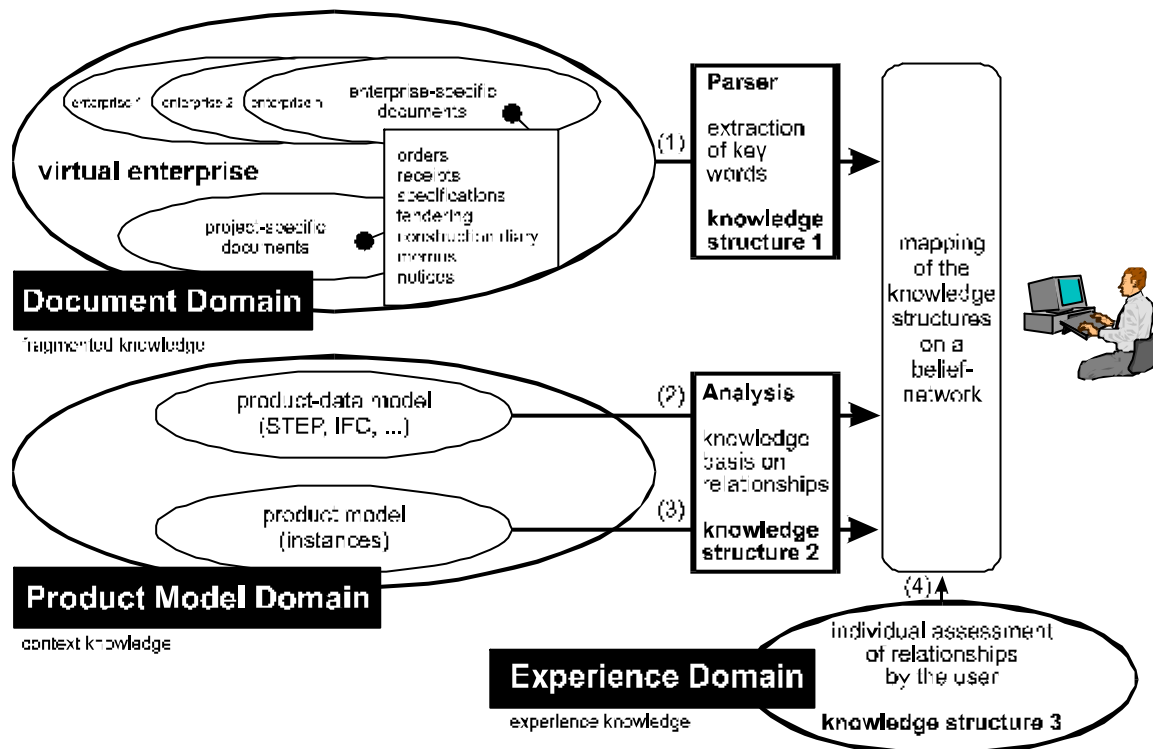 enterprise 1
enterprise 2
enterprise n
enterprise-specific
documents
virtual enterprise
orders
receipts
specifications
tendering
construction diary
memos
notices
project-specific
documents
Document Domain
fragmented knowledge
(1)
Parser
extraction
of key
words
knowledge
structure 1
product-data model
(STEP, IFC, ...)
product model
(instances)
Product Model Domain
context knowledge
(2)
(3)
Analysis
knowledge
basis on
relationships
knowledge
structure 2
mapping
of the
knowledge
structures
on a
belief-
network
(4)
individual assessment
of relationships
by the user
knowledge structure 3
Experience Domain
experience knowledge